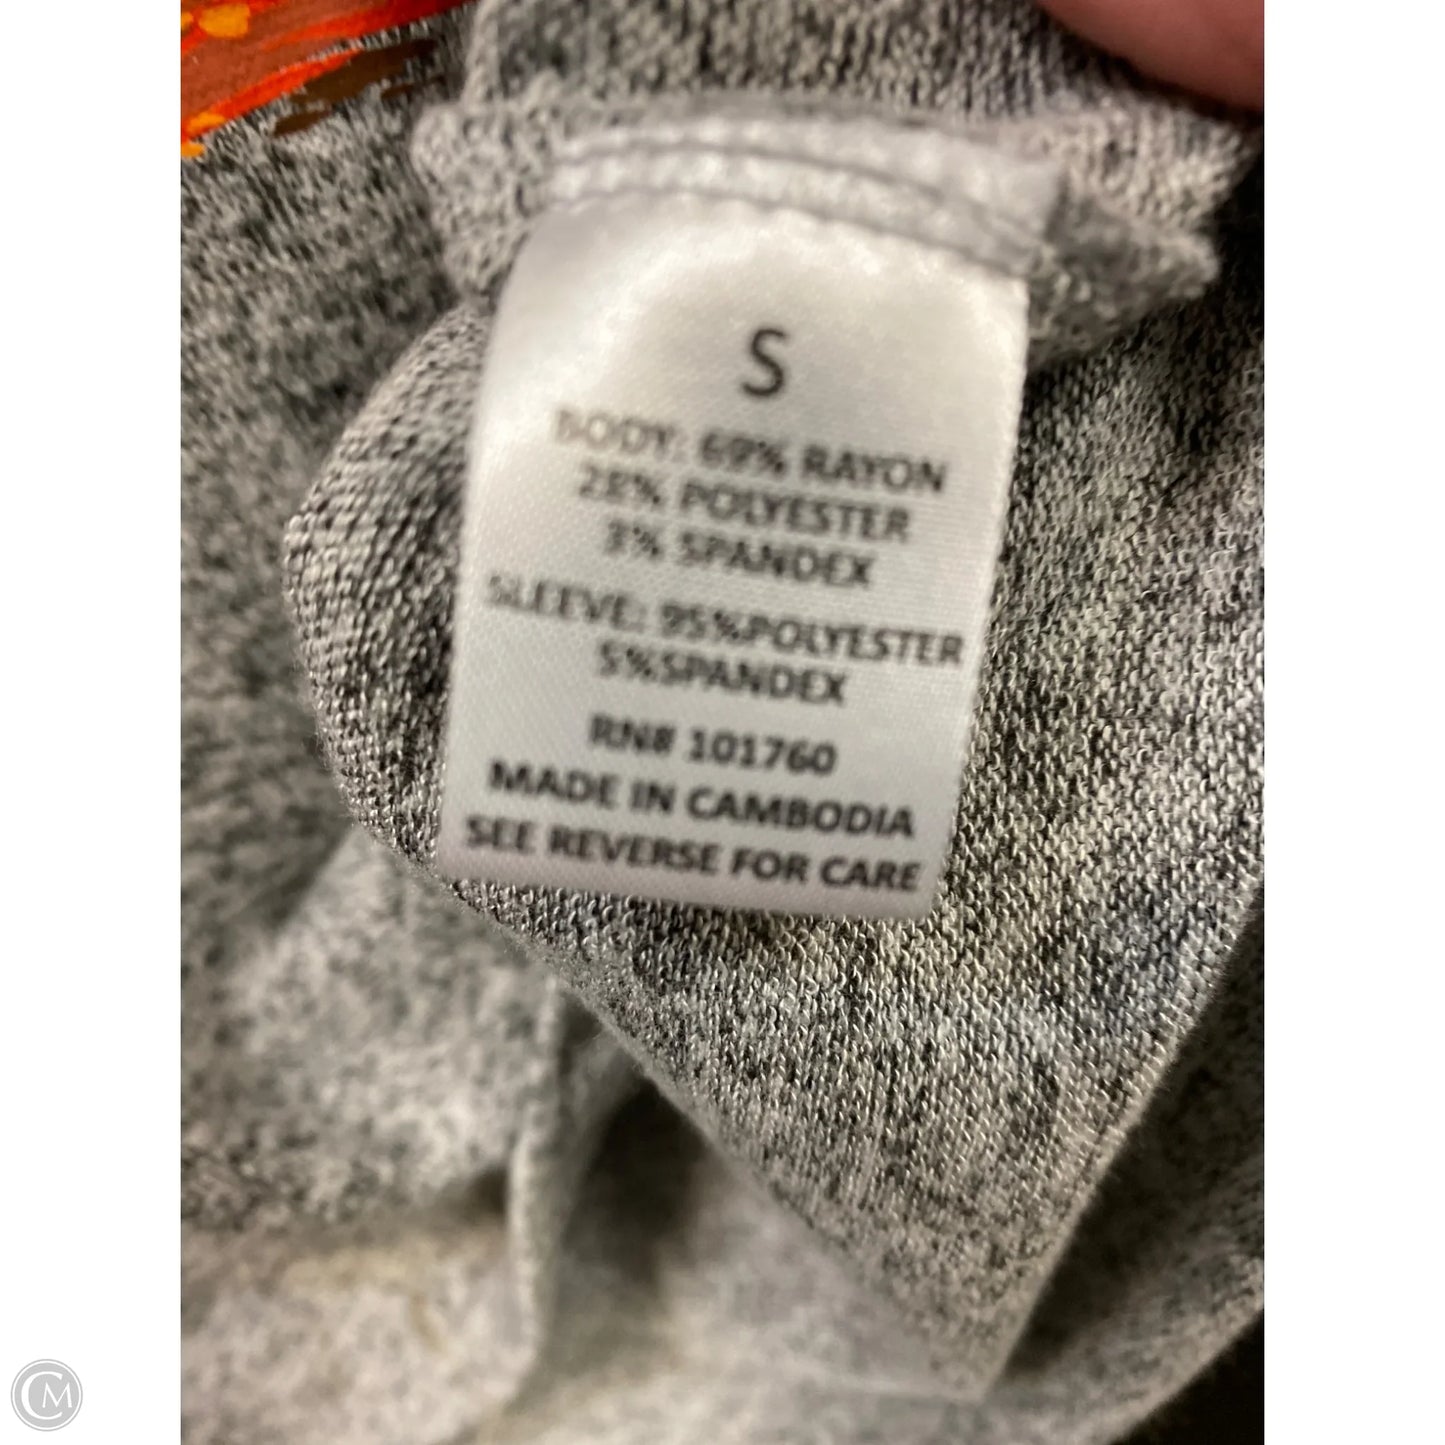 S
BODY: 69% RAYON
28% POLYESTER
3% SPANDEX
SLEEVE: 95%POLYESTER
5%SPANDEX
RN# 101760
MADE IN CAMBODIA
SEE REVERSE FOR CARE
CM